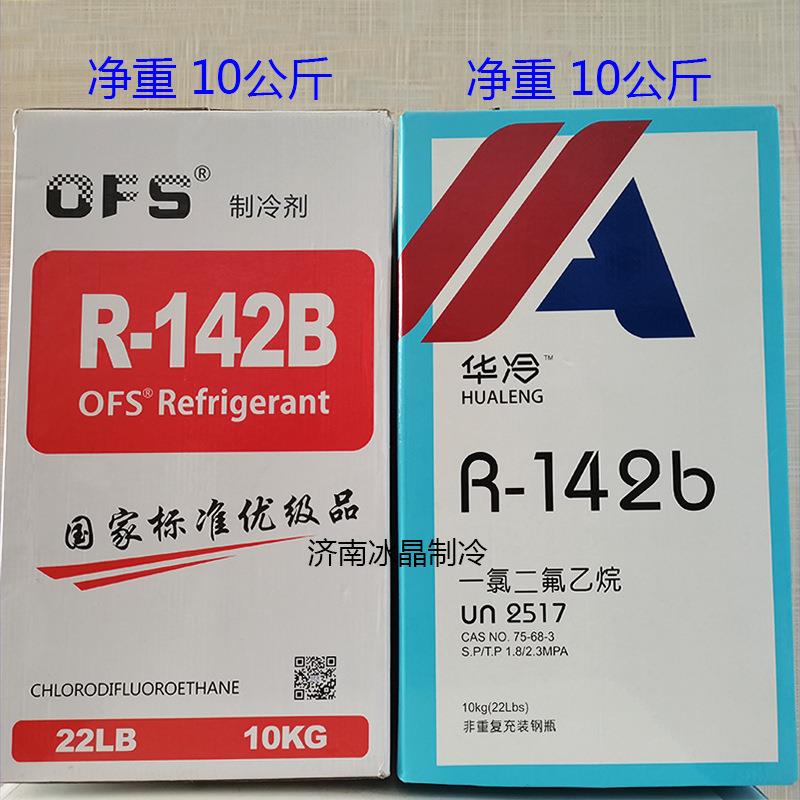 净重 10公斤
OFS®
制冷剂
R-142B
OFS® Refrigerant
国家标准优级品
CHLORODIFLUOROETHANE
22LB 10KG
净重 10公斤
华冷™
HUALENG
R-142b
一氯二氟乙烷
un 2517
CAS NO. 75-68-3
S.P/T.P 1.8/2.3MPA
10kg(22Lbs)
非重复充装钢瓶
济南冰晶制冷